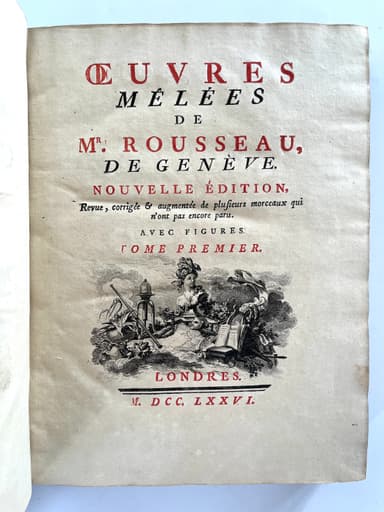 ŒUVRES
MÊLÉES
DE
Mr. ROUSSEAU,
DE GENÈVE.
NOUVELLE ÉDITION,
Revue, corrigée & augmentée de plusieurs morceaux qui
n'ont pas encore paru.
AVEC FIGURES.
TOME PREMIER.
LONDRES.
M. DCC. LXXVI.